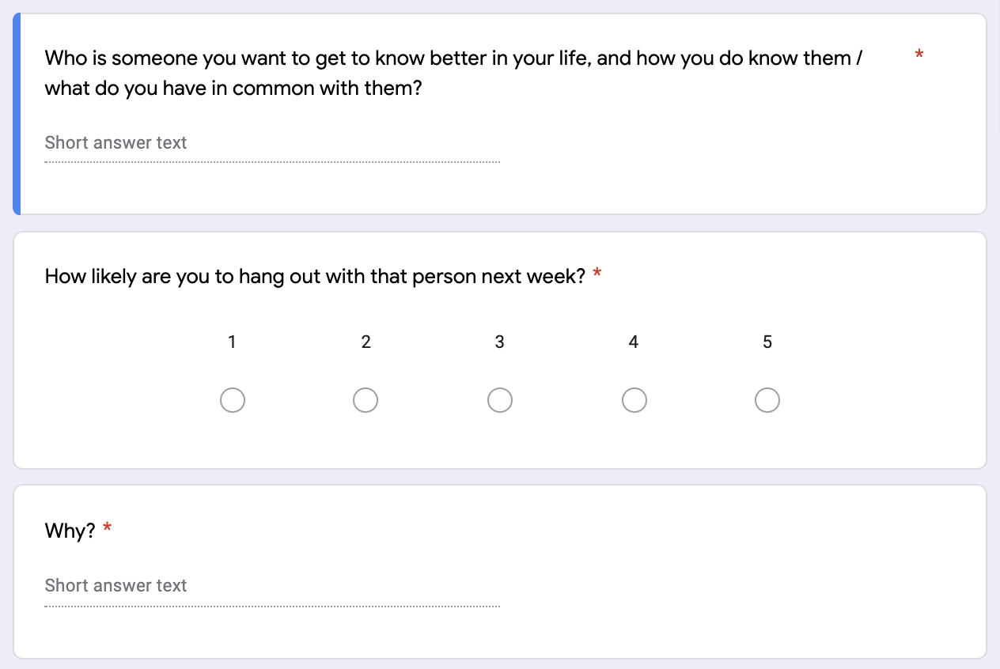 Who is someone you want to get to know better in your life, and how you do know them / *
what do you have in common with them?
Short answer text
How likely are you to hang out with that person next week? *
1 2 3 4 5
Why? *
Short answer text